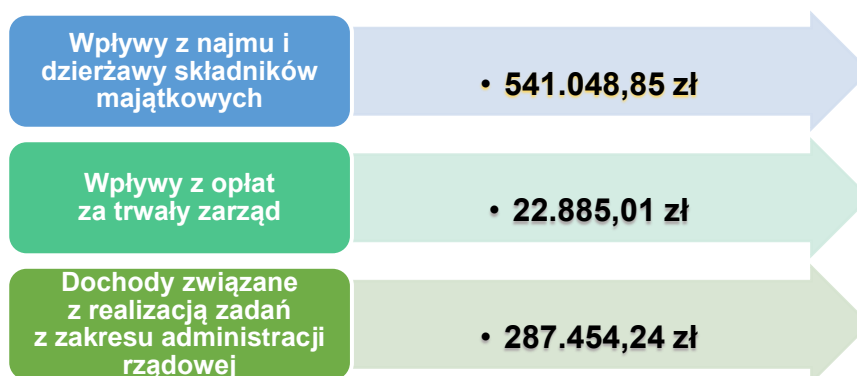 Wpływy z najmu i
dzierżawy składników
majątkowych
• 541.048,85 zł
Wpływy z opłat
za trwały zarząd
• 22.885,01 zł
Dochody związane
z realizacją zadań
z zakresu administracji
rządowej
• 287.454,24 zł